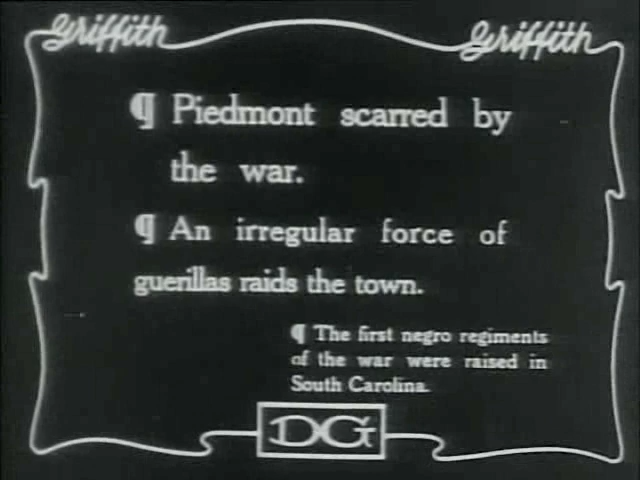 Griffith Griffith
¶ Piedmont scarred by
the war.
¶ An irregular force of
guerillas raids the town.
¶ The first negro regiments
of the war were raised in
South Carolina.
DG